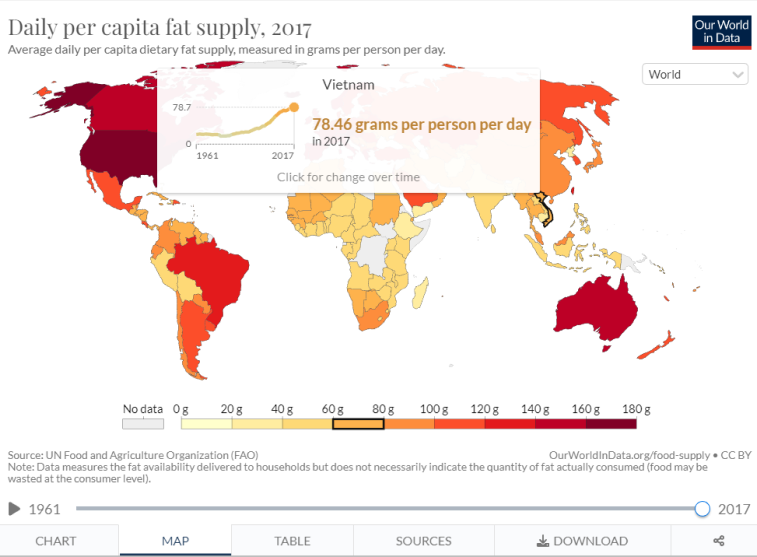 Daily per capita fat supply, 2017
Our World
in Data
Average daily per capita dietary fat supply, measured in grams per person per day.
World
Vietnam
78.7
0
1961
2017
78.46 grams per person per day
in 2017
Click for change over time
No data
0 g
20 g
40 g
60 g
80 g
100 g
120 g
140 g
160 g
180 g
Source: UN Food and Agriculture Organization (FAO)
OurWorldInData.org/food-supply • CC BY
Note: Data measures the fat availability delivered to households but does not necessarily indicate the quantity of fat actually consumed (food may be
wasted at the consumer level).
1961
2017
CHART
MAP
TABLE
SOURCES
DOWNLOAD